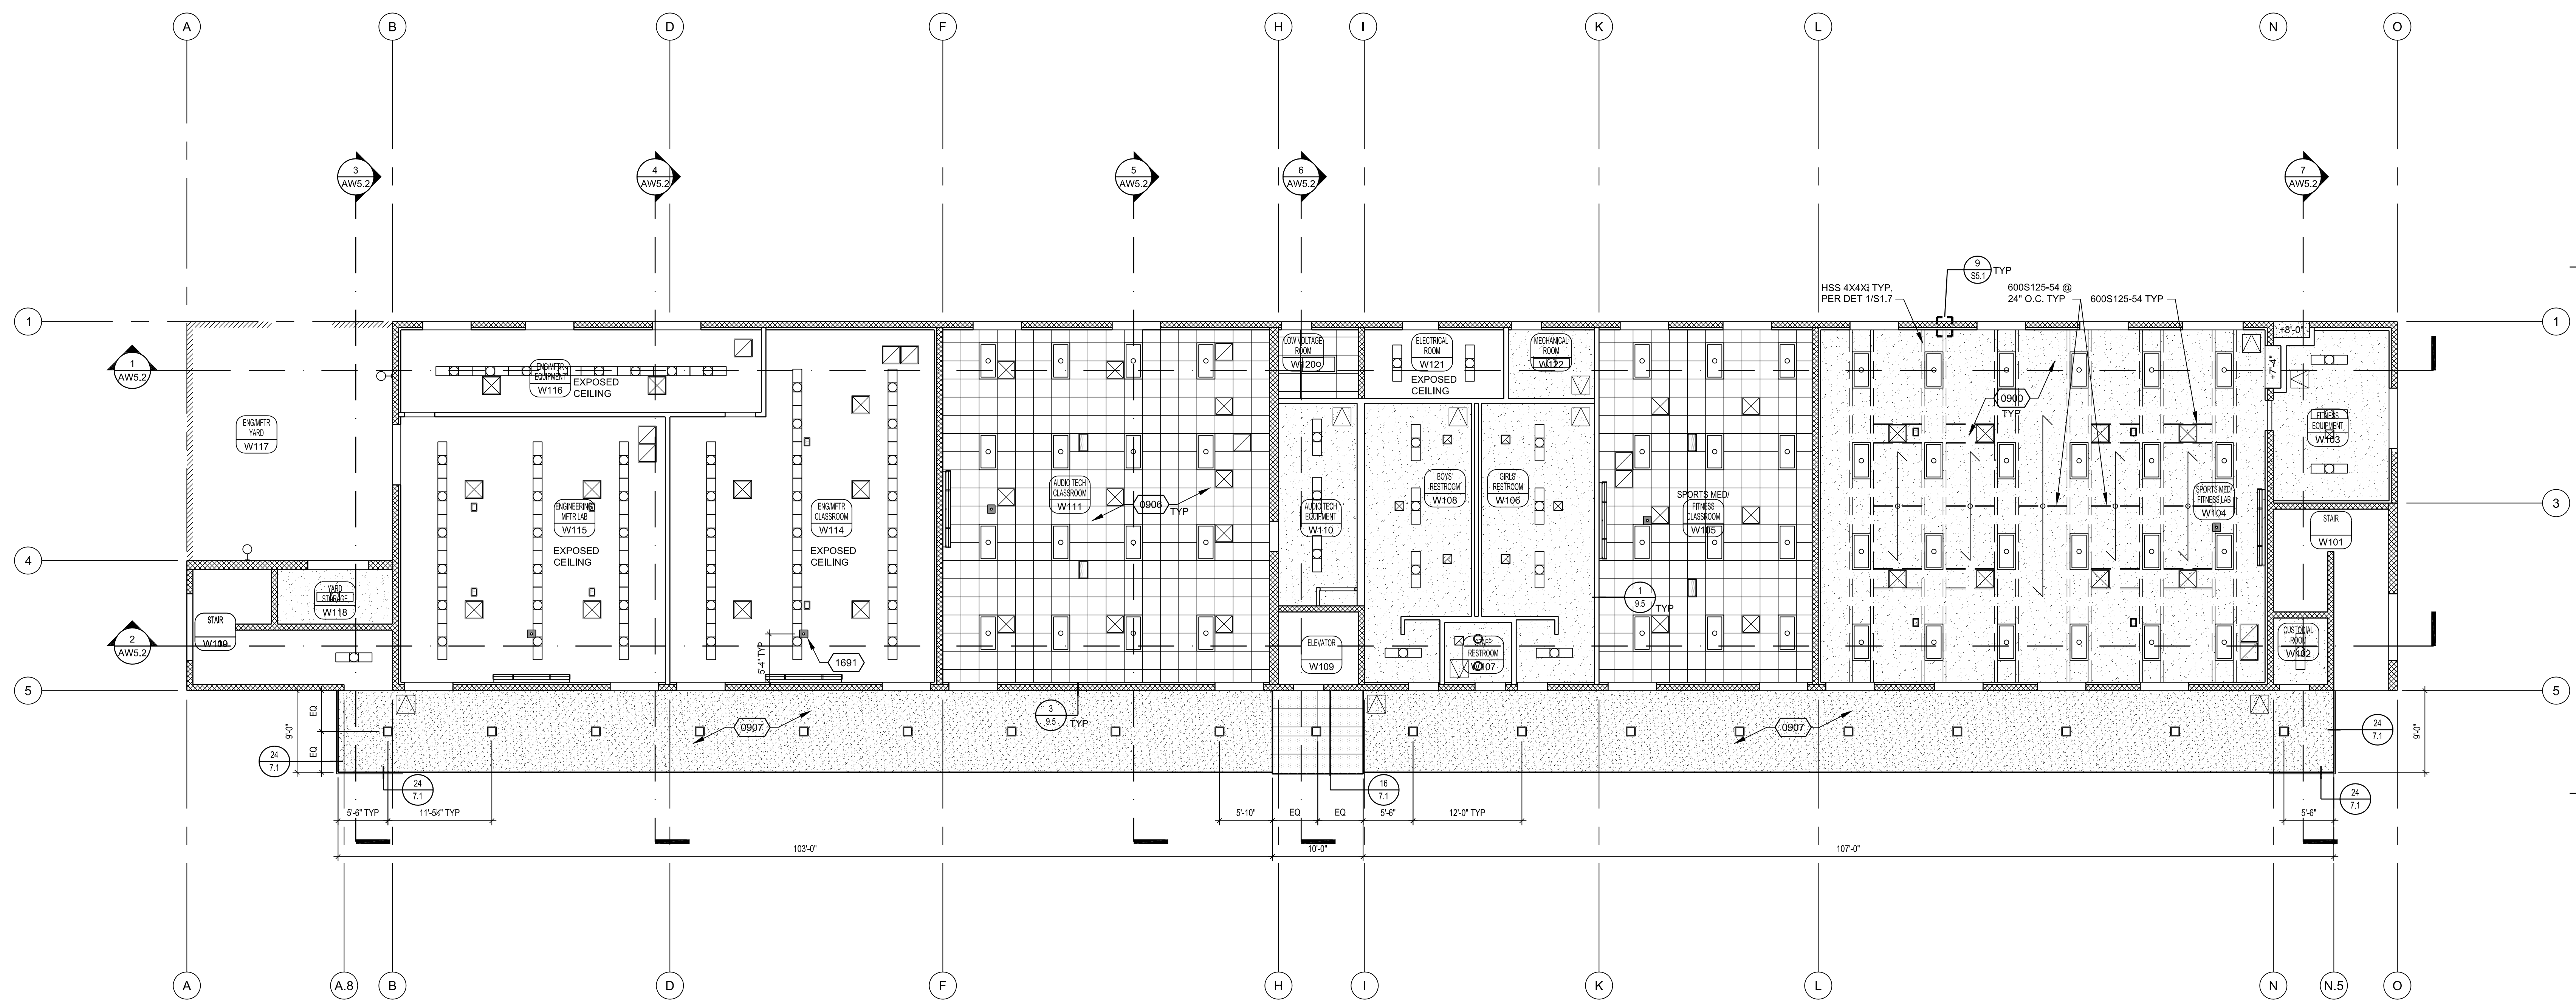 A
B
D
F
H
I
K
L
N
O
3
AW5.2
4
AW5.2
5
AW5.2
6
AW5.2
7
AW5.2
9
S5.1
TYP
HSS 4X4X TYP,
PER DET 1/S1.7
600S125-54 @
24" O.C. TYP
600S125-54 TYP
1
1
+8'-0"
+7'-4"
1
AW5.2
ENG/MFTR
EQUIPMENT
W116
EXPOSED
CEILING
LOW VOLTAGE
ROOM
W120
ELECTRICAL
ROOM
W121
EXPOSED
CEILING
MECHANICAL
ROOM
W122
0900
TYP
ENG/MFTR
YARD
W117
FITNESS
EQUIPMENT
W103
ENGINEERING
MFTR LAB
W115
EXPOSED
CEILING
ENG/MFTR
CLASSROOM
W114
EXPOSED
CEILING
AUDIO TECH
CLASSROOM
W111
0906
TYP
AUDIO TECH
EQUIPMENT
W110
BOYS'
RESTROOM
W108
GIRLS'
RESTROOM
W106
SPORTS MED/
FITNESS
CLASSROOM
W105
SPORTS MED/
FITNESS LAB
W104
3
STAIR
W101
4
YARD
STORAGE
W118
1
9.5
TYP
STAIR
2
AW5.2
5'-4" TYP
1691
ELEVATOR
W109
STAFF
RESTROOM
W107
CUSTODIAL
ROOM
W102
5
5
9'-0"
EQ
EQ
24
7.1
24
7.1
0907
3
9.5
TYP
16
7.1
0907
24
7.1
24
7.1
9'-0"
5'-6" TYP
11'-5½" TYP
5'-10"
EQ
EQ
5'-6"
12'-0" TYP
5'-6"
103'-0"
10'-0"
107'-0"
A
A.8
B
D
F
H
I
K
L
N
N.5
O